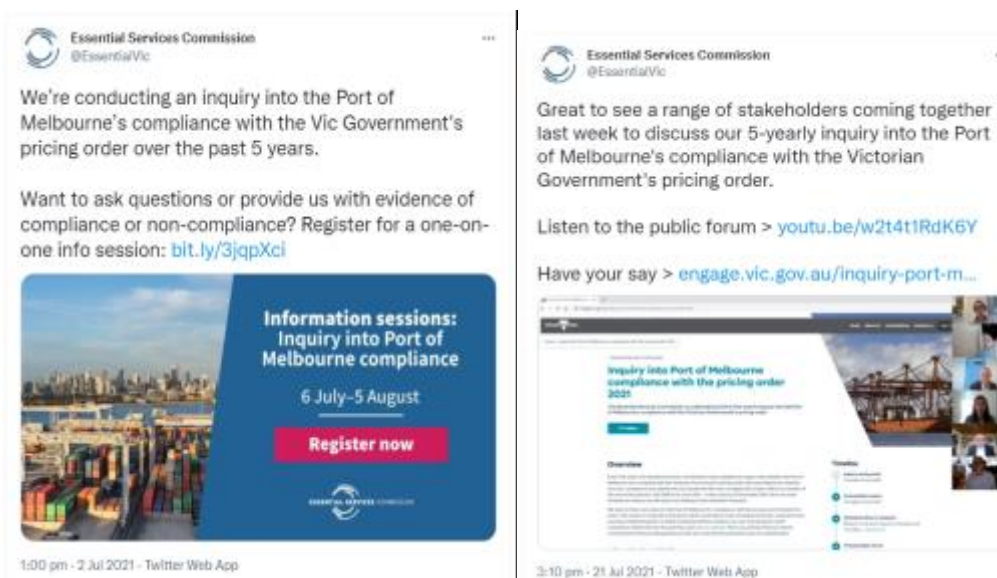 Essential Services Commission
@EssentialVic
We're conducting an inquiry into the Port of
Melbourne's compliance with the Vic Government's
pricing order over the past 5 years.
Want to ask questions or provide us with evidence of
compliance or non-compliance? Register for a one-on-
one info session: bit.ly/3jqpXci
Information sessions:
Inquiry into Port of
Melbourne compliance
6 July–5 August
Register now
ESSENTIAL SERVICES COMMISSION
1:00 pm · 2 Jul 2021 · Twitter Web App
Essential Services Commission
@EssentialVic
Great to see a range of stakeholders coming together
last week to discuss our 5-yearly inquiry into the Port
of Melbourne's compliance with the Victorian
Government's pricing order.
Listen to the public forum > youtu.be/w2t4t1RdK6Y
Have your say > engage.vic.gov.au/inquiry-port-m...
Inquiry into Port of Melbourne
compliance with the pricing order
2021
Overview
Timeline
3:10 pm · 21 Jul 2021 · Twitter Web App